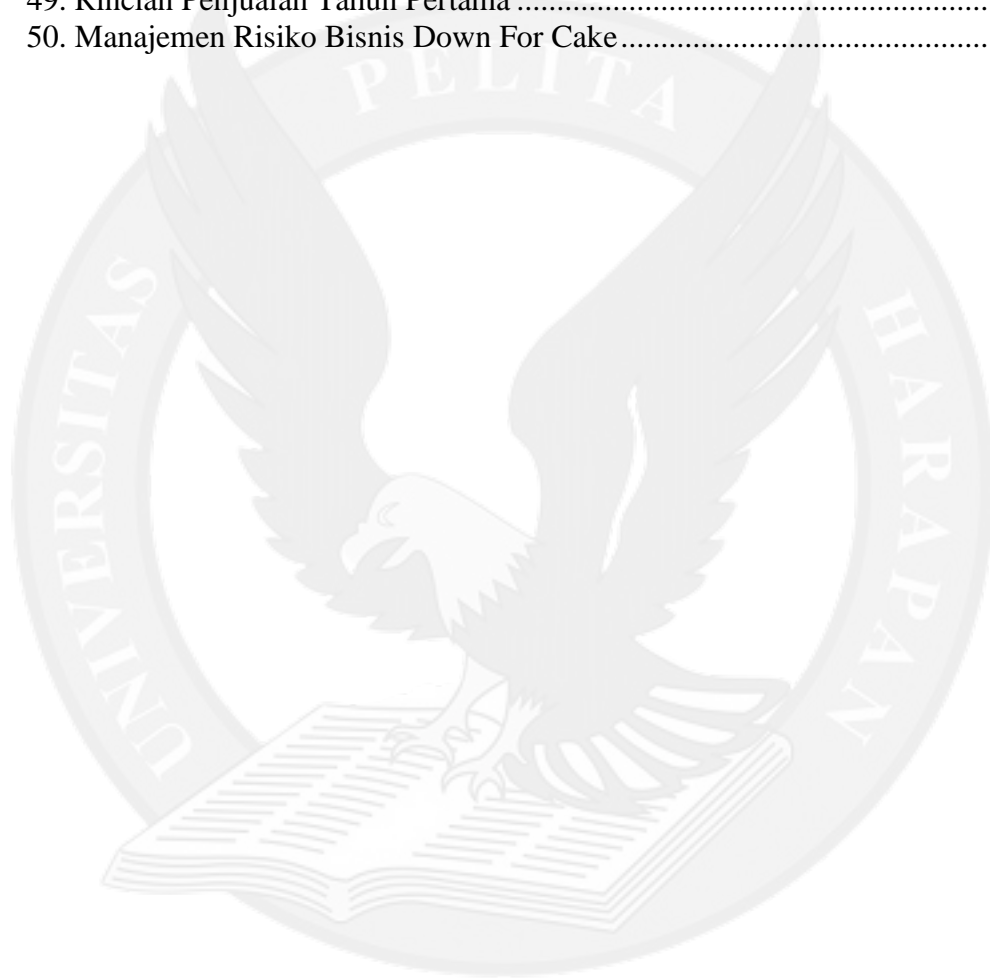 49. Rincian Penjualan Tahun Pertama ...........................................................
50. Manajemen Risiko Bisnis Down For Cake ..............................................
UNIVERSITAS PELITA HARAPAN